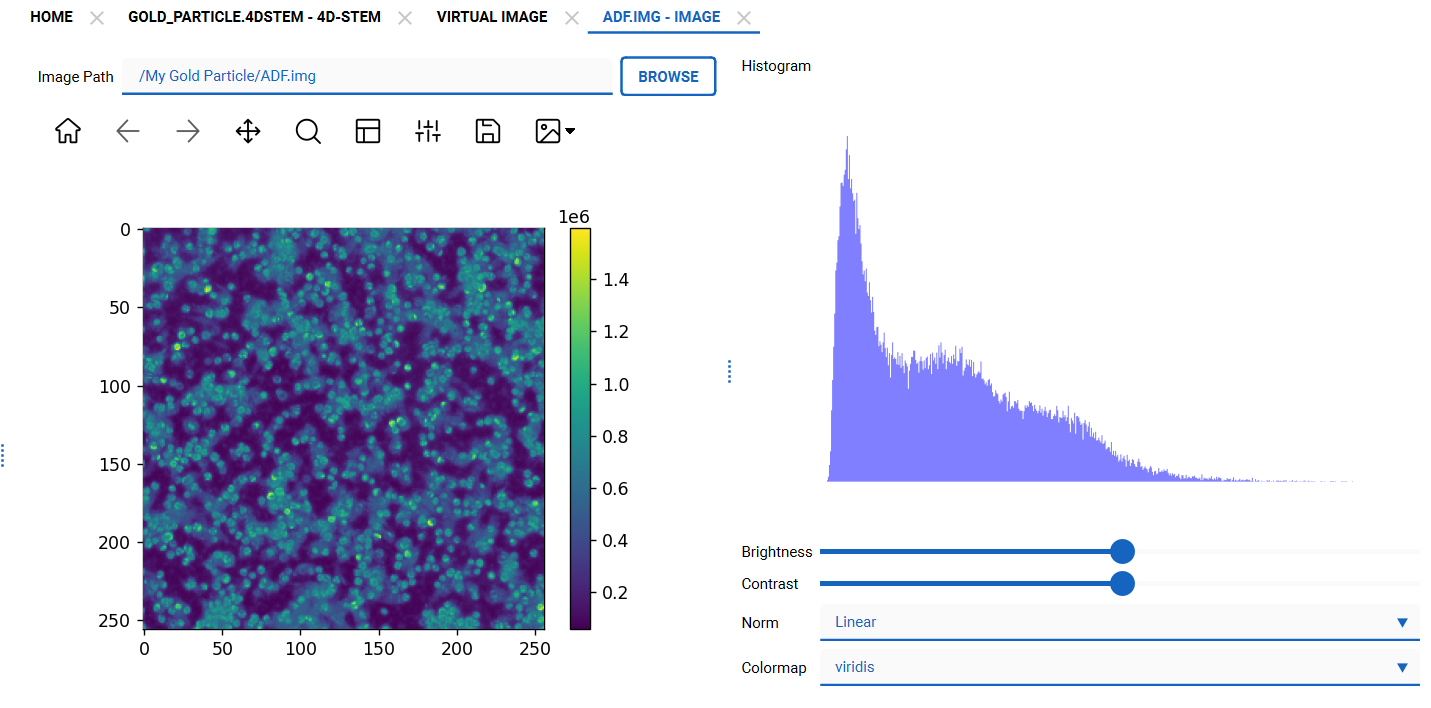 HOME GOLD_PARTICLE.4DSTEM - 4D-STEM VIRTUAL IMAGE ADF.IMG - IMAGE
Image Path /My Gold Particle/ADF.img BROWSE
Histogram
1e6
0
50
100
150
200
250
0 50 100 150 200 250
1.4
1.2
1.0
0.8
0.6
0.4
0.2
Brightness
Contrast
Norm Linear
Colormap viridis